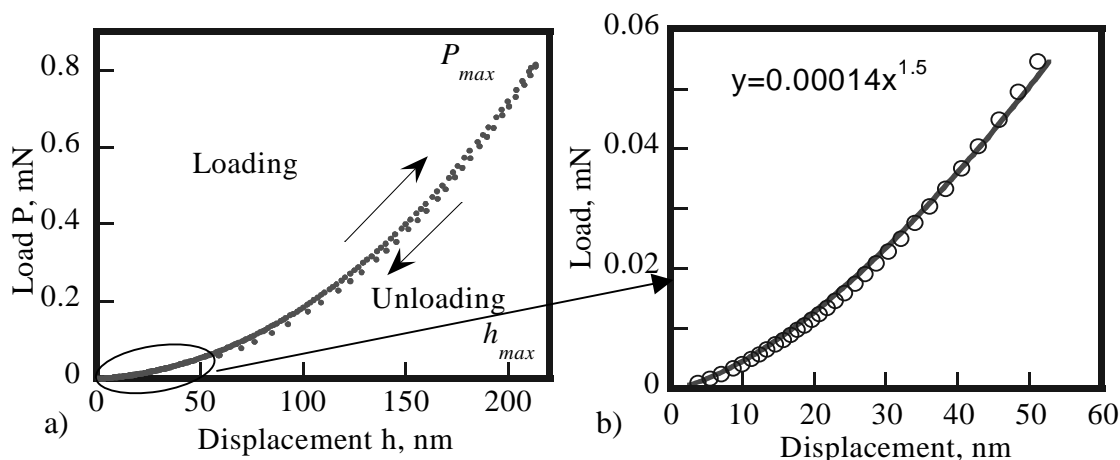 0.8
0.6
0.4
0.2
0
Load P, mN
P_max
Loading
Unloading
h_max
0 50 100 150 200
Displacement h, nm
a)
0.06
0.04
0.02
0
Load, mN
y=0.00014x^1.5
0 10 20 30 40 50 60
Displacement, nm
b)